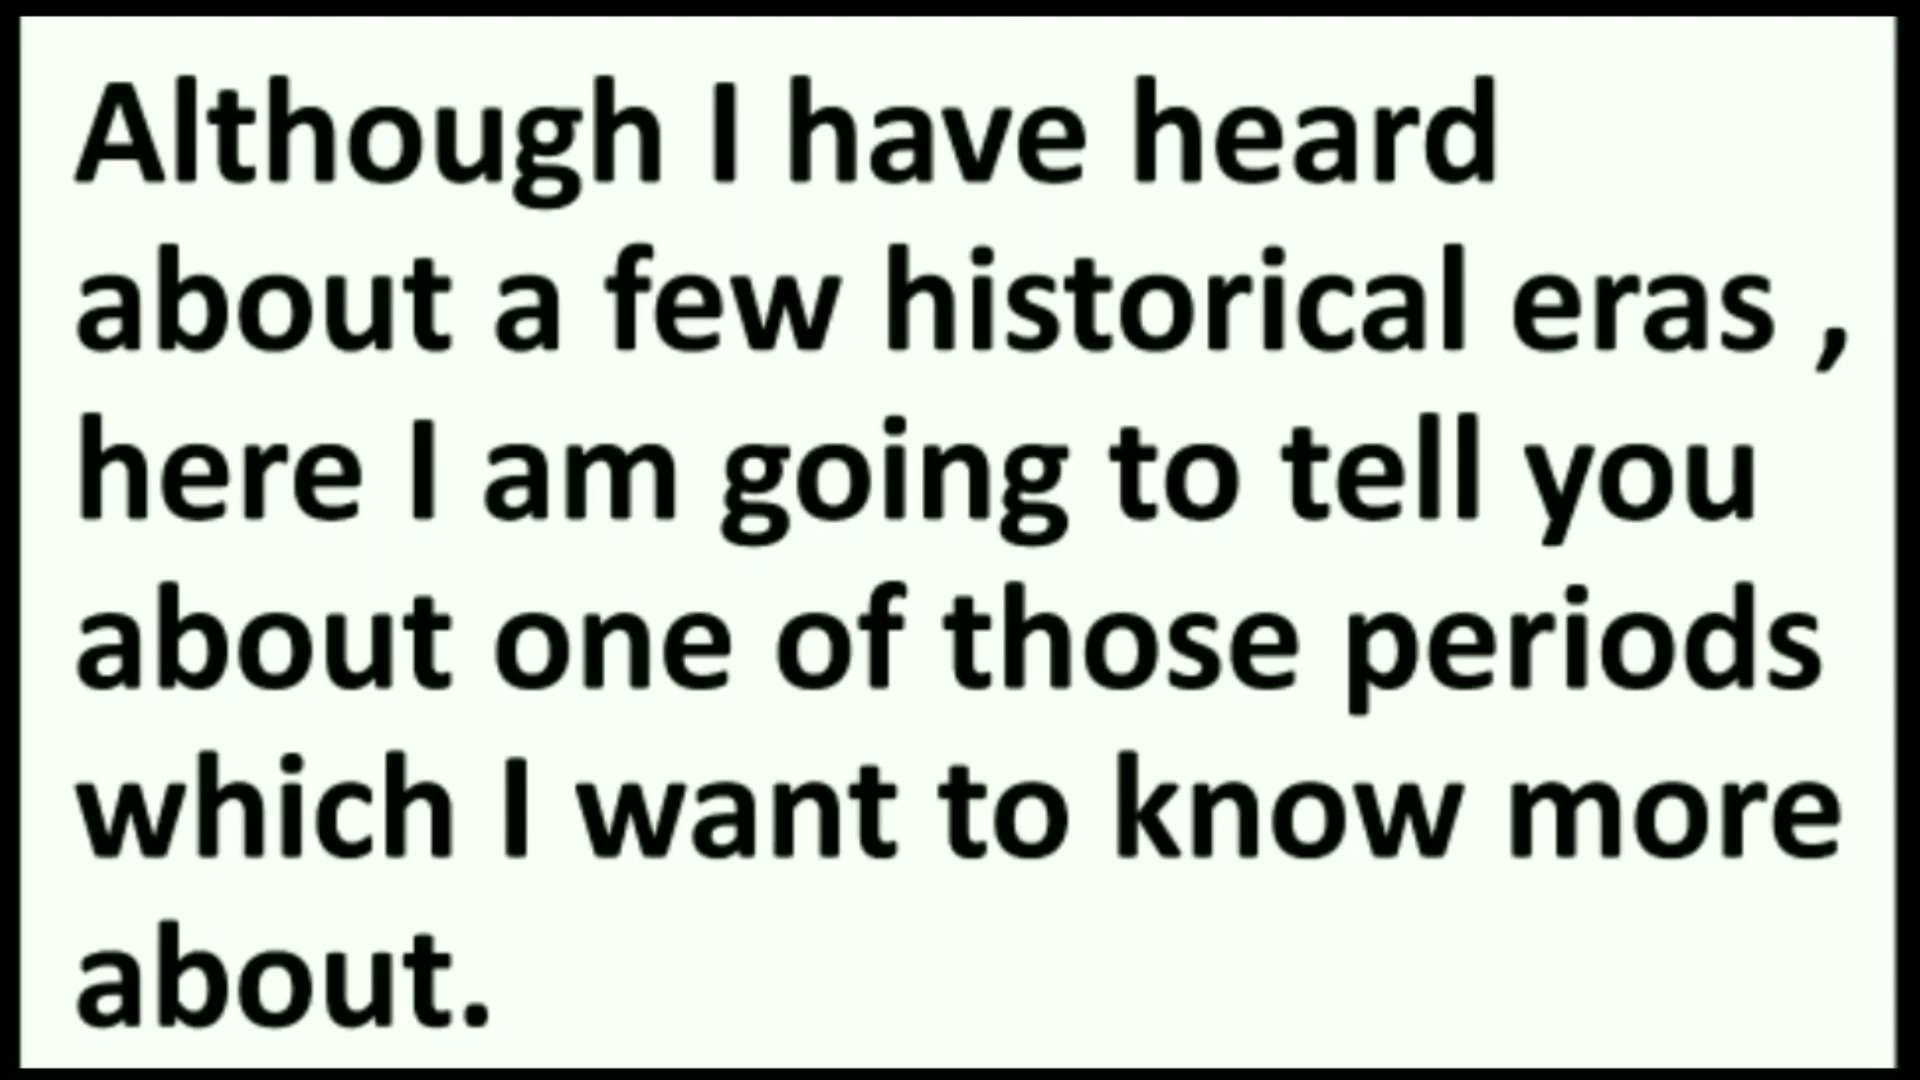 Although I have heard
about a few historical eras ,
here I am going to tell you
about one of those periods
which I want to know more
about.